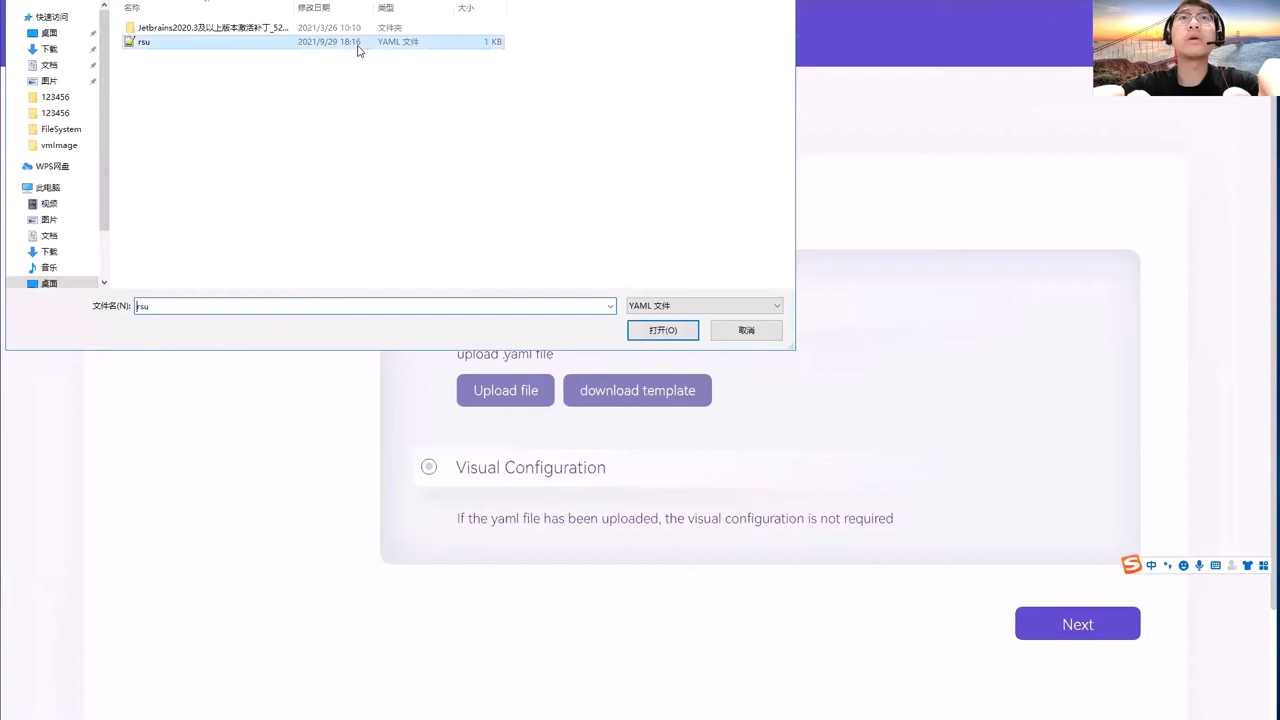 名称 修改日期 类型 大小
快速访问
桌面
下载
文档
图片
123456
123456
FileSystem
vmImage
WPS网盘
此电脑
视频
图片
文档
下载
音乐
桌面
Jetbrains2020.3及以上版本激活补丁_52... 2021/3/26 10:10 文件夹
rsu 2021/9/29 18:16 YAML 文件 1 KB
文件名(N): rsu YAML 文件
打开(O) 取消
upload .yaml file
Upload file download template
Visual Configuration
If the yaml file has been uploaded, the visual configuration is not required
S 中
Next